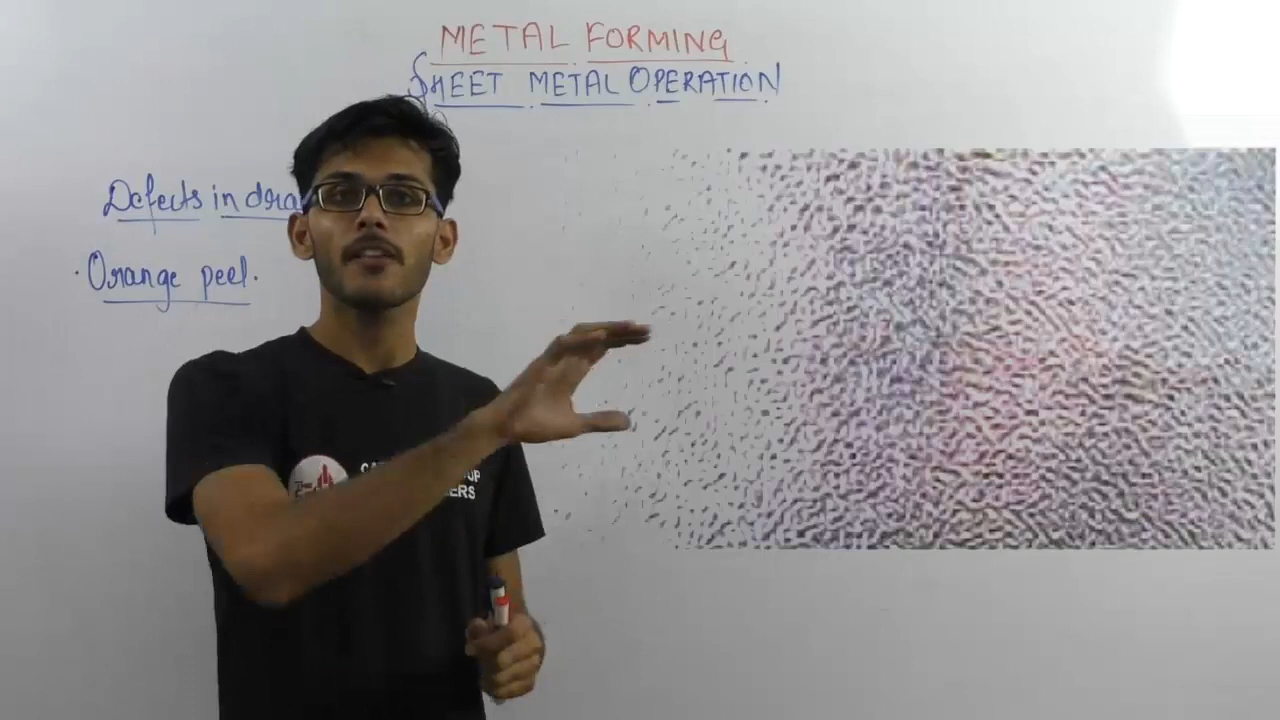 METAL FORMING
SHEET METAL OPERATION
Defects in
· Orange peel.